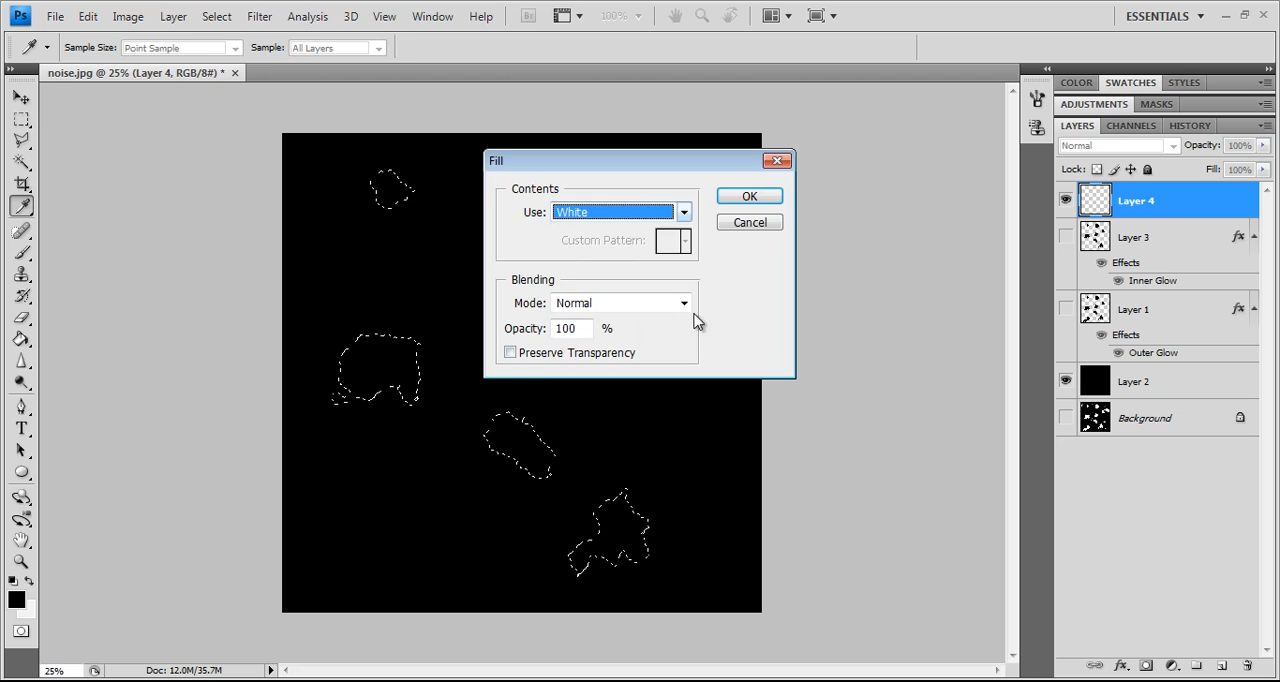 Ps File Edit Image Layer Select Filter Analysis 3D View Window Help Br 100% ESSENTIALS
Sample Size: Point Sample Sample: All Layers
noise.jpg @ 25% (Layer 4, RGB/8#) *
COLOR SWATCHES STYLES
ADJUSTMENTS MASKS
LAYERS CHANNELS HISTORY
Normal Opacity: 100%
Lock: Fill: 100%
Layer 4
Layer 3 fx
Effects
Inner Glow
Layer 1 fx
Effects
Outer Glow
Layer 2
Background
Fill
Contents
Use: White
Custom Pattern:
Blending
Mode: Normal
Opacity: 100 %
Preserve Transparency
OK
Cancel
T
25% Doc: 12.0M/35.7M
fx